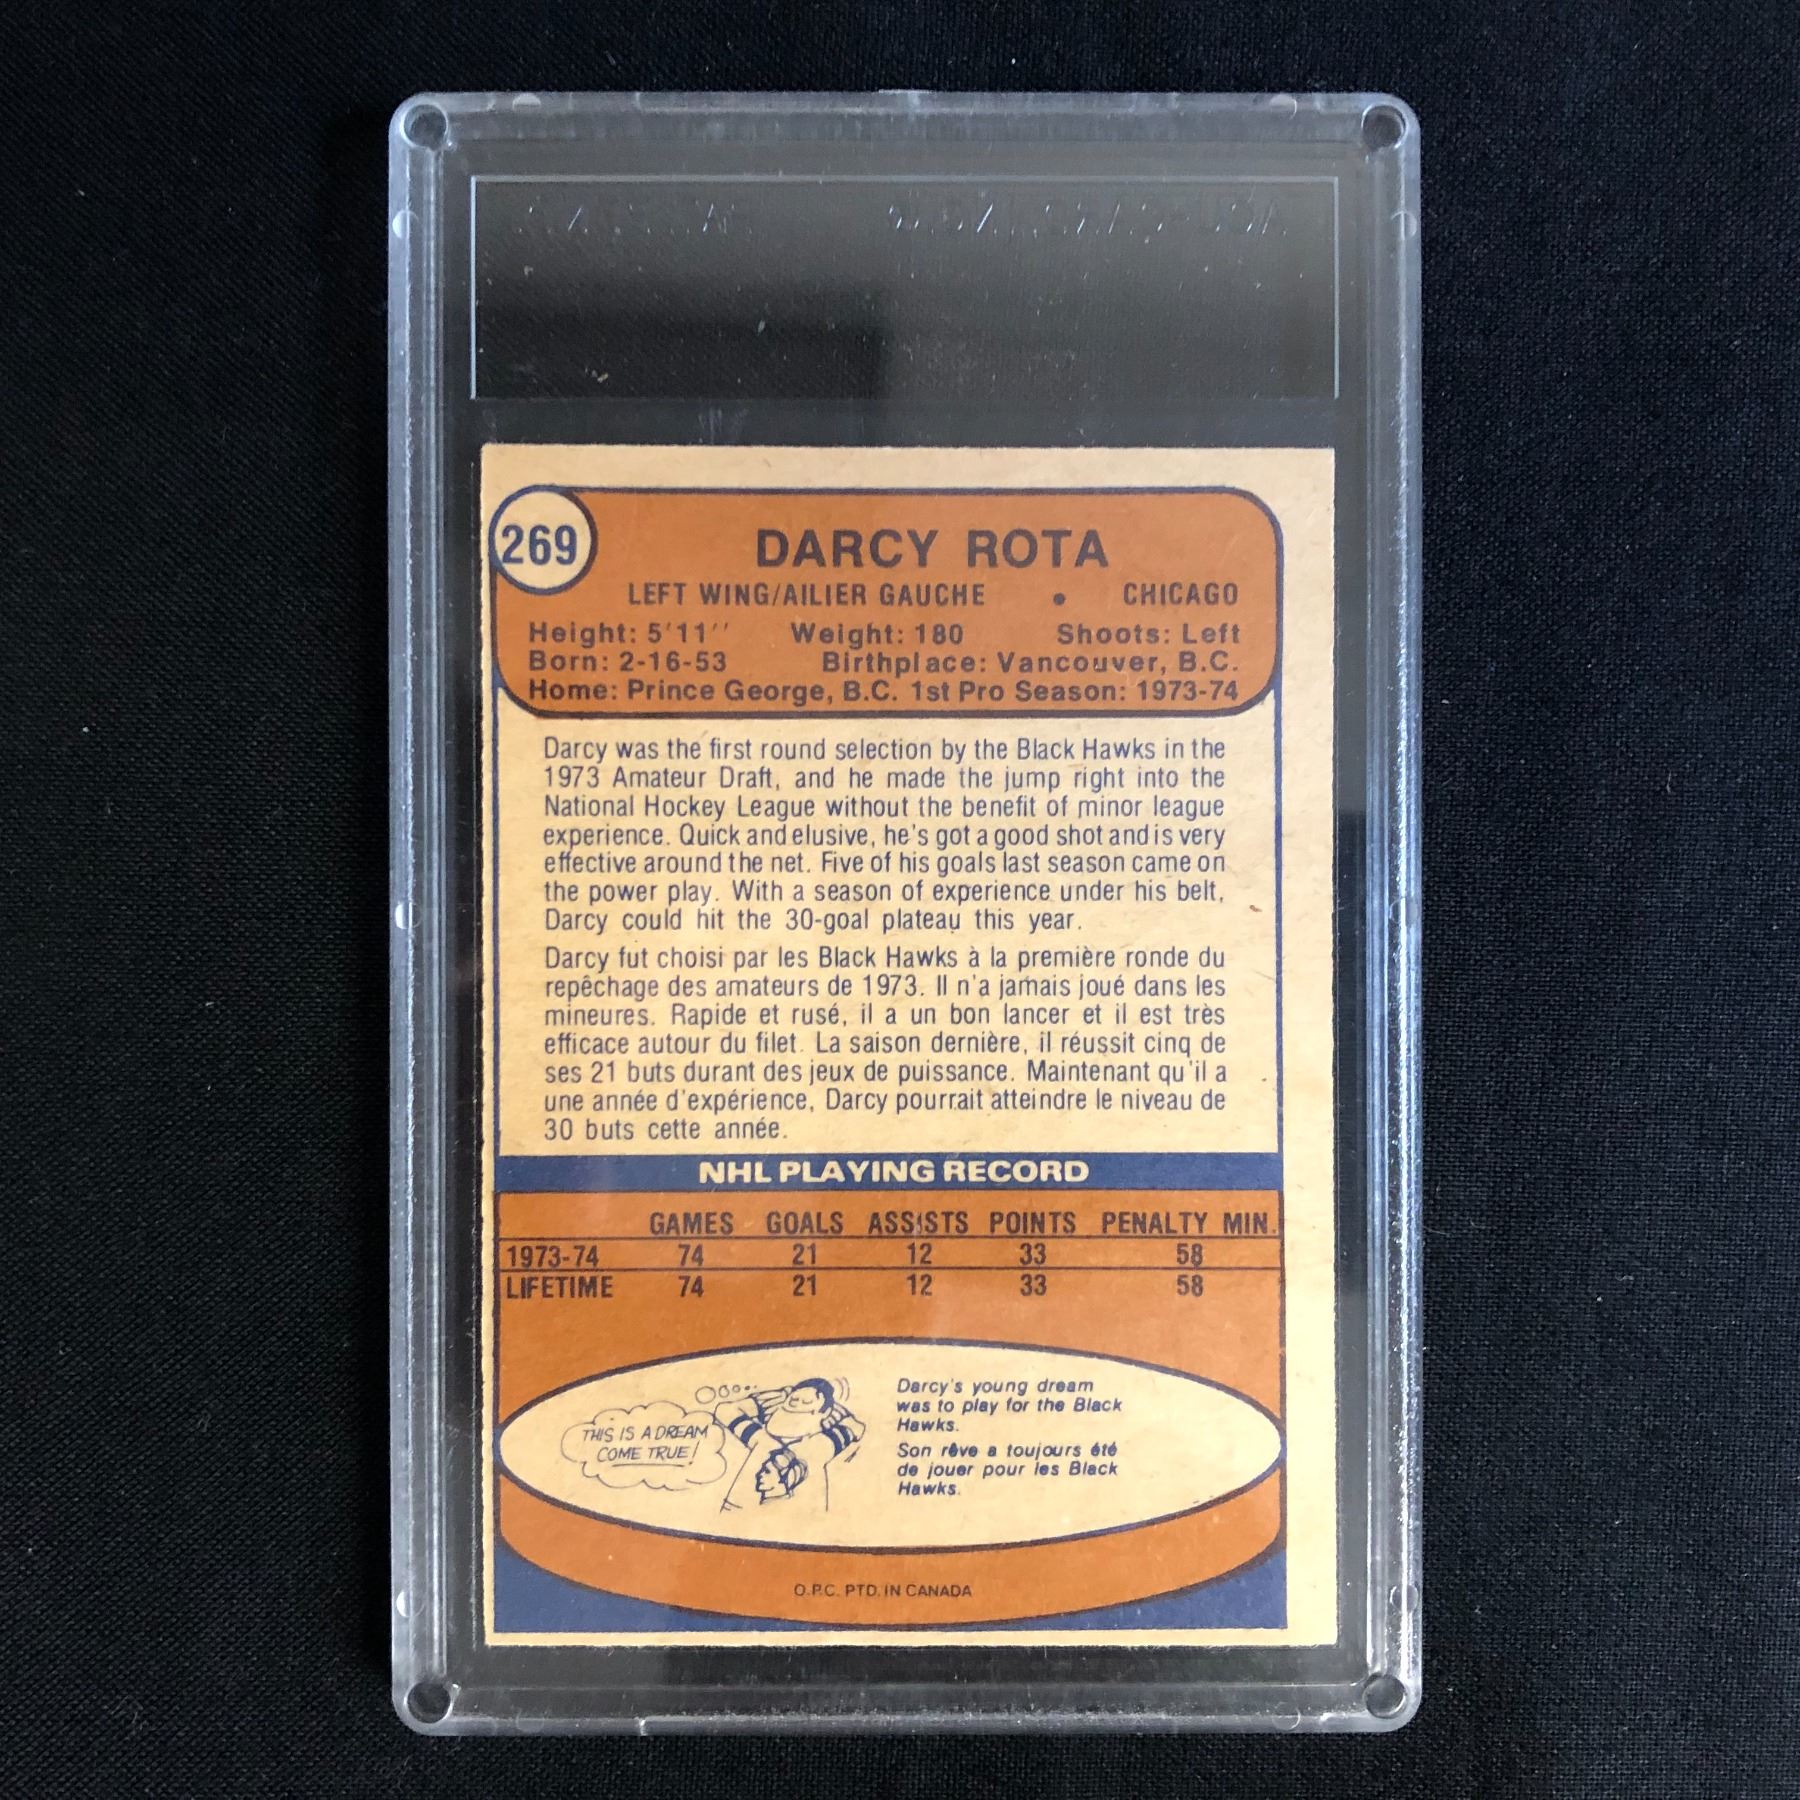 269
DARCY ROTA
LEFT WING/AILIER GAUCHE • CHICAGO
Height: 5'11'' Weight: 180 Shoots: Left
Born: 2-16-53 Birthplace: Vancouver, B.C.
Home: Prince George, B.C. 1st Pro Season: 1973-74
Darcy was the first round selection by the Black Hawks in the
1973 Amateur Draft, and he made the jump right into the
National Hockey League without the benefit of minor league
experience. Quick and elusive, he's got a good shot and is very
effective around the net. Five of his goals last season came on
the power play. With a season of experience under his belt,
Darcy could hit the 30-goal plateau this year.
Darcy fut choisi par les Black Hawks à la première ronde du
repêchage des amateurs de 1973. Il n'a jamais joué dans les
mineures. Rapide et rusé, il a un bon lancer et il est très
efficace autour du filet. La saison dernière, il réussit cinq de
ses 21 buts durant des jeux de puissance. Maintenant qu'il a
une année d'expérience, Darcy pourrait atteindre le niveau de
30 buts cette année.
NHL PLAYING RECORD
GAMES GOALS ASSISTS POINTS PENALTY MIN.
1973-74 74 21 12 33 58
LIFETIME 74 21 12 33 58
THIS IS A DREAM
COME TRUE!
Darcy's young dream
was to play for the Black
Hawks.
Son rêve a toujours été
de jouer pour les Black
Hawks.
O.P.C. PTD. IN CANADA